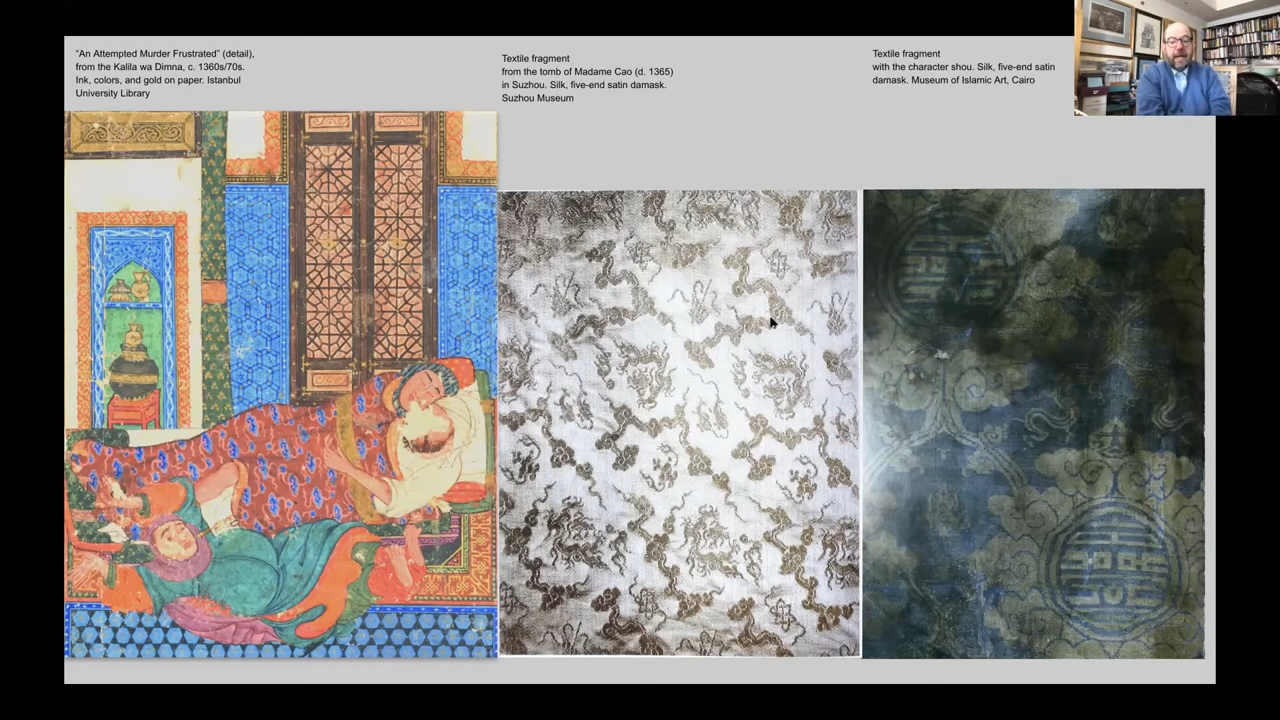 “An Attempted Murder Frustrated” (detail),
from the Kalila wa Dimna, c. 1360s/70s.
Ink, colors, and gold on paper. Istanbul
University Library
Textile fragment
from the tomb of Madame Cao (d. 1365)
in Suzhou. Silk, five-end satin damask.
Suzhou Museum
Textile fragment
with the character shou. Silk, five-end satin
damask. Museum of Islamic Art, Cairo